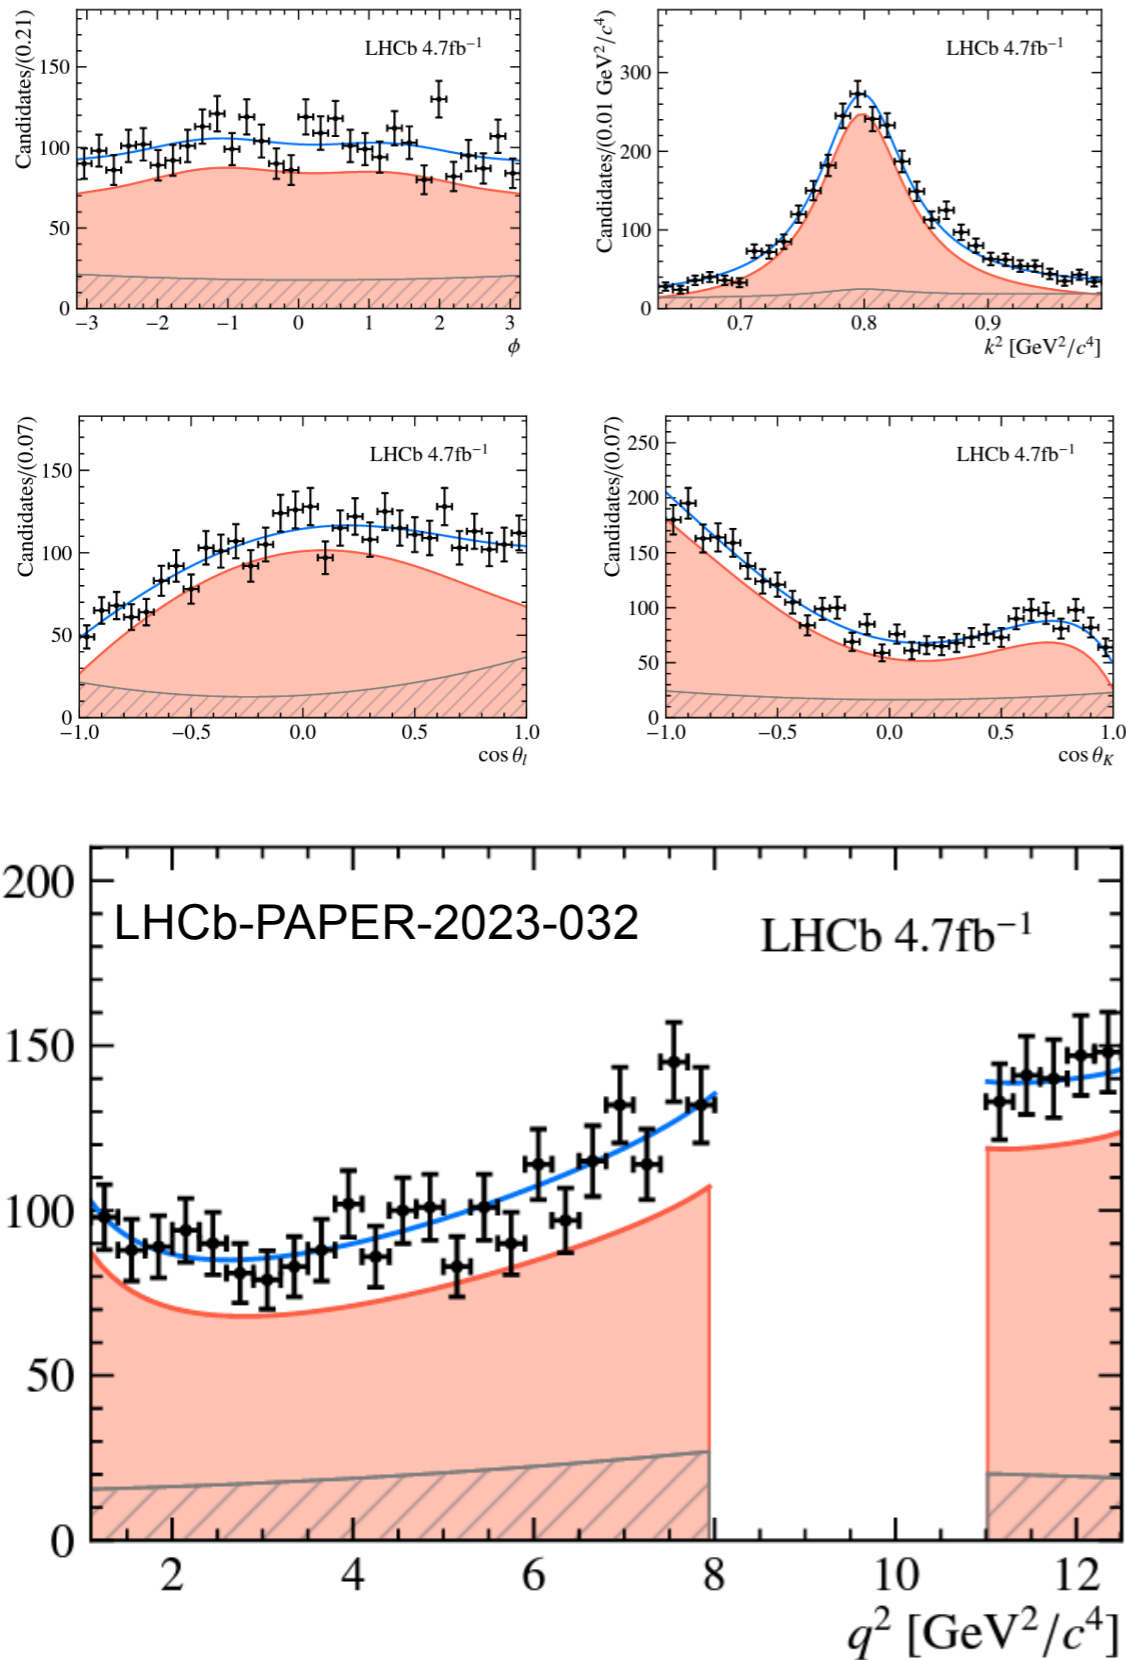 Candidates/(0.21)
LHCb 4.7fb⁻¹
150
100
50
0
−3 −2 −1 0 1 2 3
ϕ
Candidates/(0.01 GeV²/c⁴)
LHCb 4.7fb⁻¹
300
200
100
0
0.7 0.8 0.9
k² [GeV²/c⁴]
Candidates/(0.07)
LHCb 4.7fb⁻¹
150
100
50
0
−1.0 −0.5 0.0 0.5 1.0
cos θₗ
Candidates/(0.07)
LHCb 4.7fb⁻¹
250
200
150
100
50
0
−1.0 −0.5 0.0 0.5 1.0
cos θ_K
LHCb-PAPER-2023-032
LHCb 4.7fb⁻¹
200
150
100
50
0
2 4 6 8 10 12
q² [GeV²/c⁴]